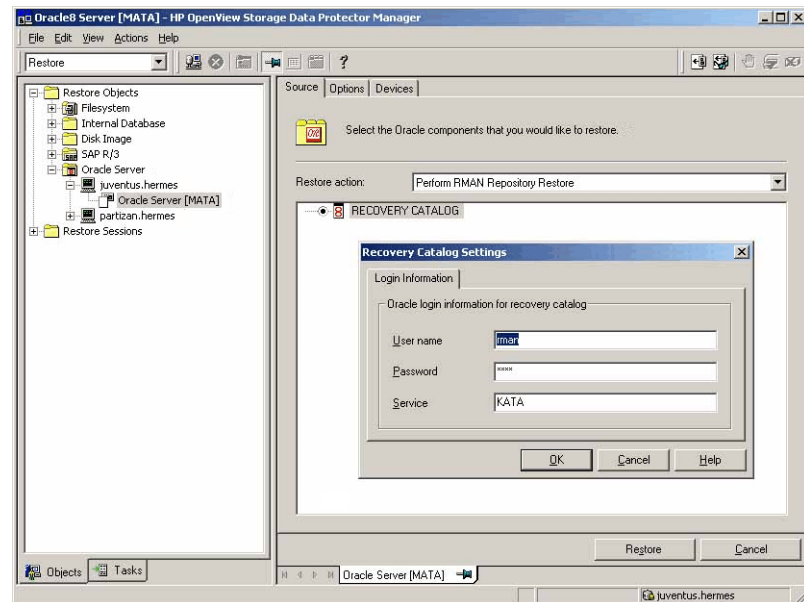 Oracle8 Server [MATA] - HP OpenView Storage Data Protector Manager
File Edit View Actions Help
Restore
?
Restore Objects
Filesystem
Internal Database
Disk Image
SAP R/3
Oracle Server
juventus.hermes
Oracle Server [MATA]
partizan.hermes
Restore Sessions
Objects
Tasks
Source
Options
Devices
Select the Oracle components that you would like to restore.
Restore action:
Perform RMAN Repository Restore
8 RECOVERY CATALOG
Recovery Catalog Settings
Login Information
Oracle login information for recovery catalog
User name
rman
Password
****
Service
KATA
OK
Cancel
Help
Restore
Cancel
Oracle Server [MATA]
juventus.hermes